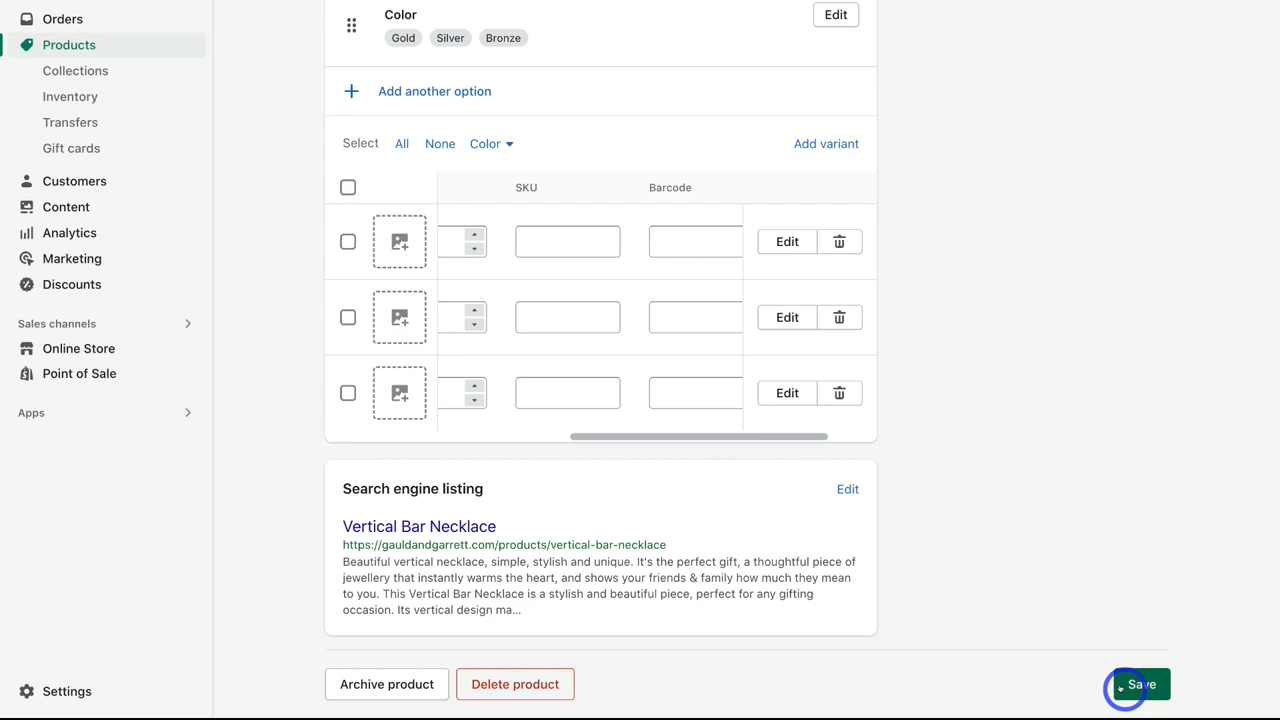 Orders
Products
Collections
Inventory
Transfers
Gift cards
Customers
Content
Analytics
Marketing
Discounts
Sales channels
Online Store
Point of Sale
Apps
Settings
Color
Edit
Gold Silver Bronze
Add another option
Select All None Color Add variant
SKU Barcode
Edit
Edit
Edit
Search engine listing Edit
Vertical Bar Necklace
https://gauldandgarrett.com/products/vertical-bar-necklace
Beautiful vertical necklace, simple, stylish and unique. It's the perfect gift, a thoughtful piece of
jewellery that instantly warms the heart, and shows your friends & family how much they mean
to you. This Vertical Bar Necklace is a stylish and beautiful piece, perfect for any gifting
occasion. Its vertical design ma...
Archive product Delete product Save